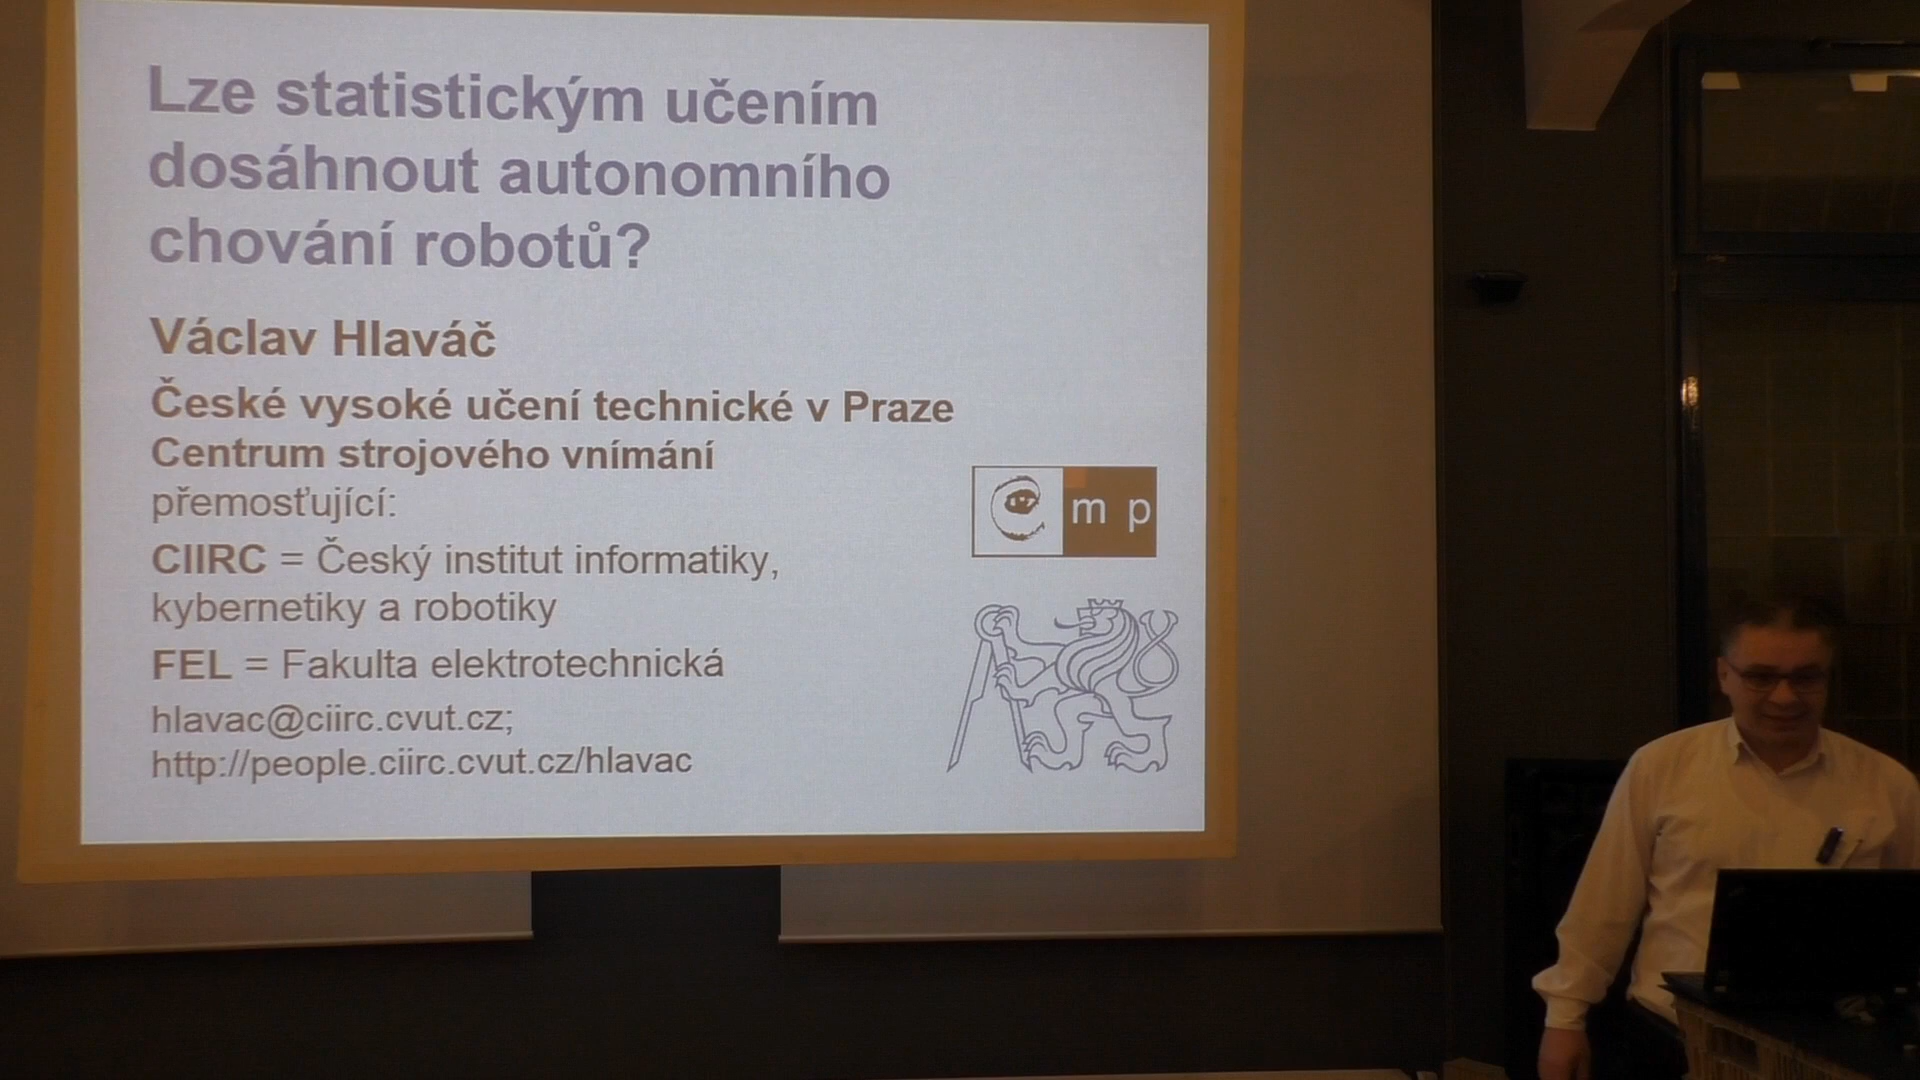 Lze statistickým učením
dosáhnout autonomního
chování robotů?
Václav Hlaváč
České vysoké učení technické v Praze
Centrum strojového vnímání
přemosťující:
CIIRC = Český institut informatiky,
kybernetiky a robotiky
FEL = Fakulta elektrotechnická
hlavac@ciirc.cvut.cz;
http://people.ciirc.cvut.cz/hlavac
c m p